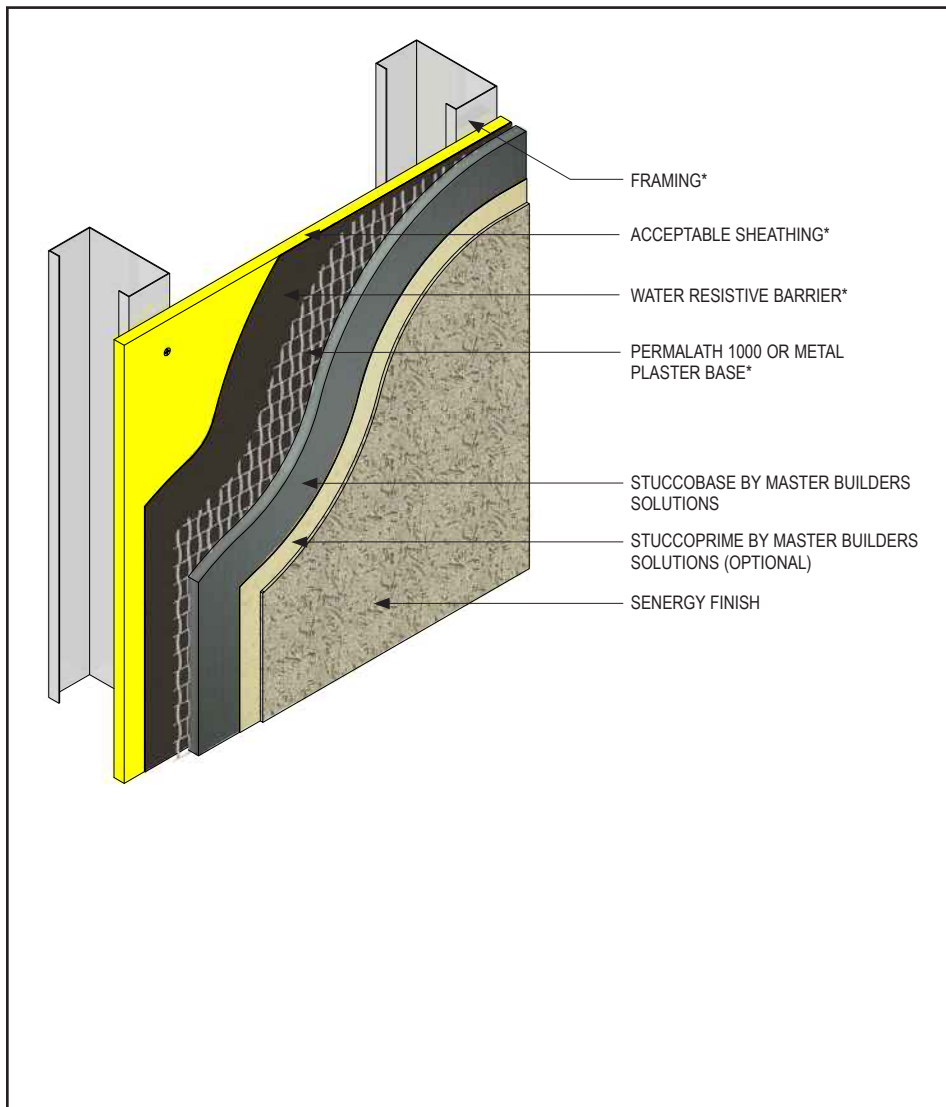 FRAMING*
ACCEPTABLE SHEATHING*
WATER RESISTIVE BARRIER*
PERMALATH 1000 OR METAL
PLASTER BASE*
STUCCOBASE BY MASTER BUILDERS
SOLUTIONS
STUCCOPRIME BY MASTER BUILDERS
SOLUTIONS (OPTIONAL)
SENERGY FINISH